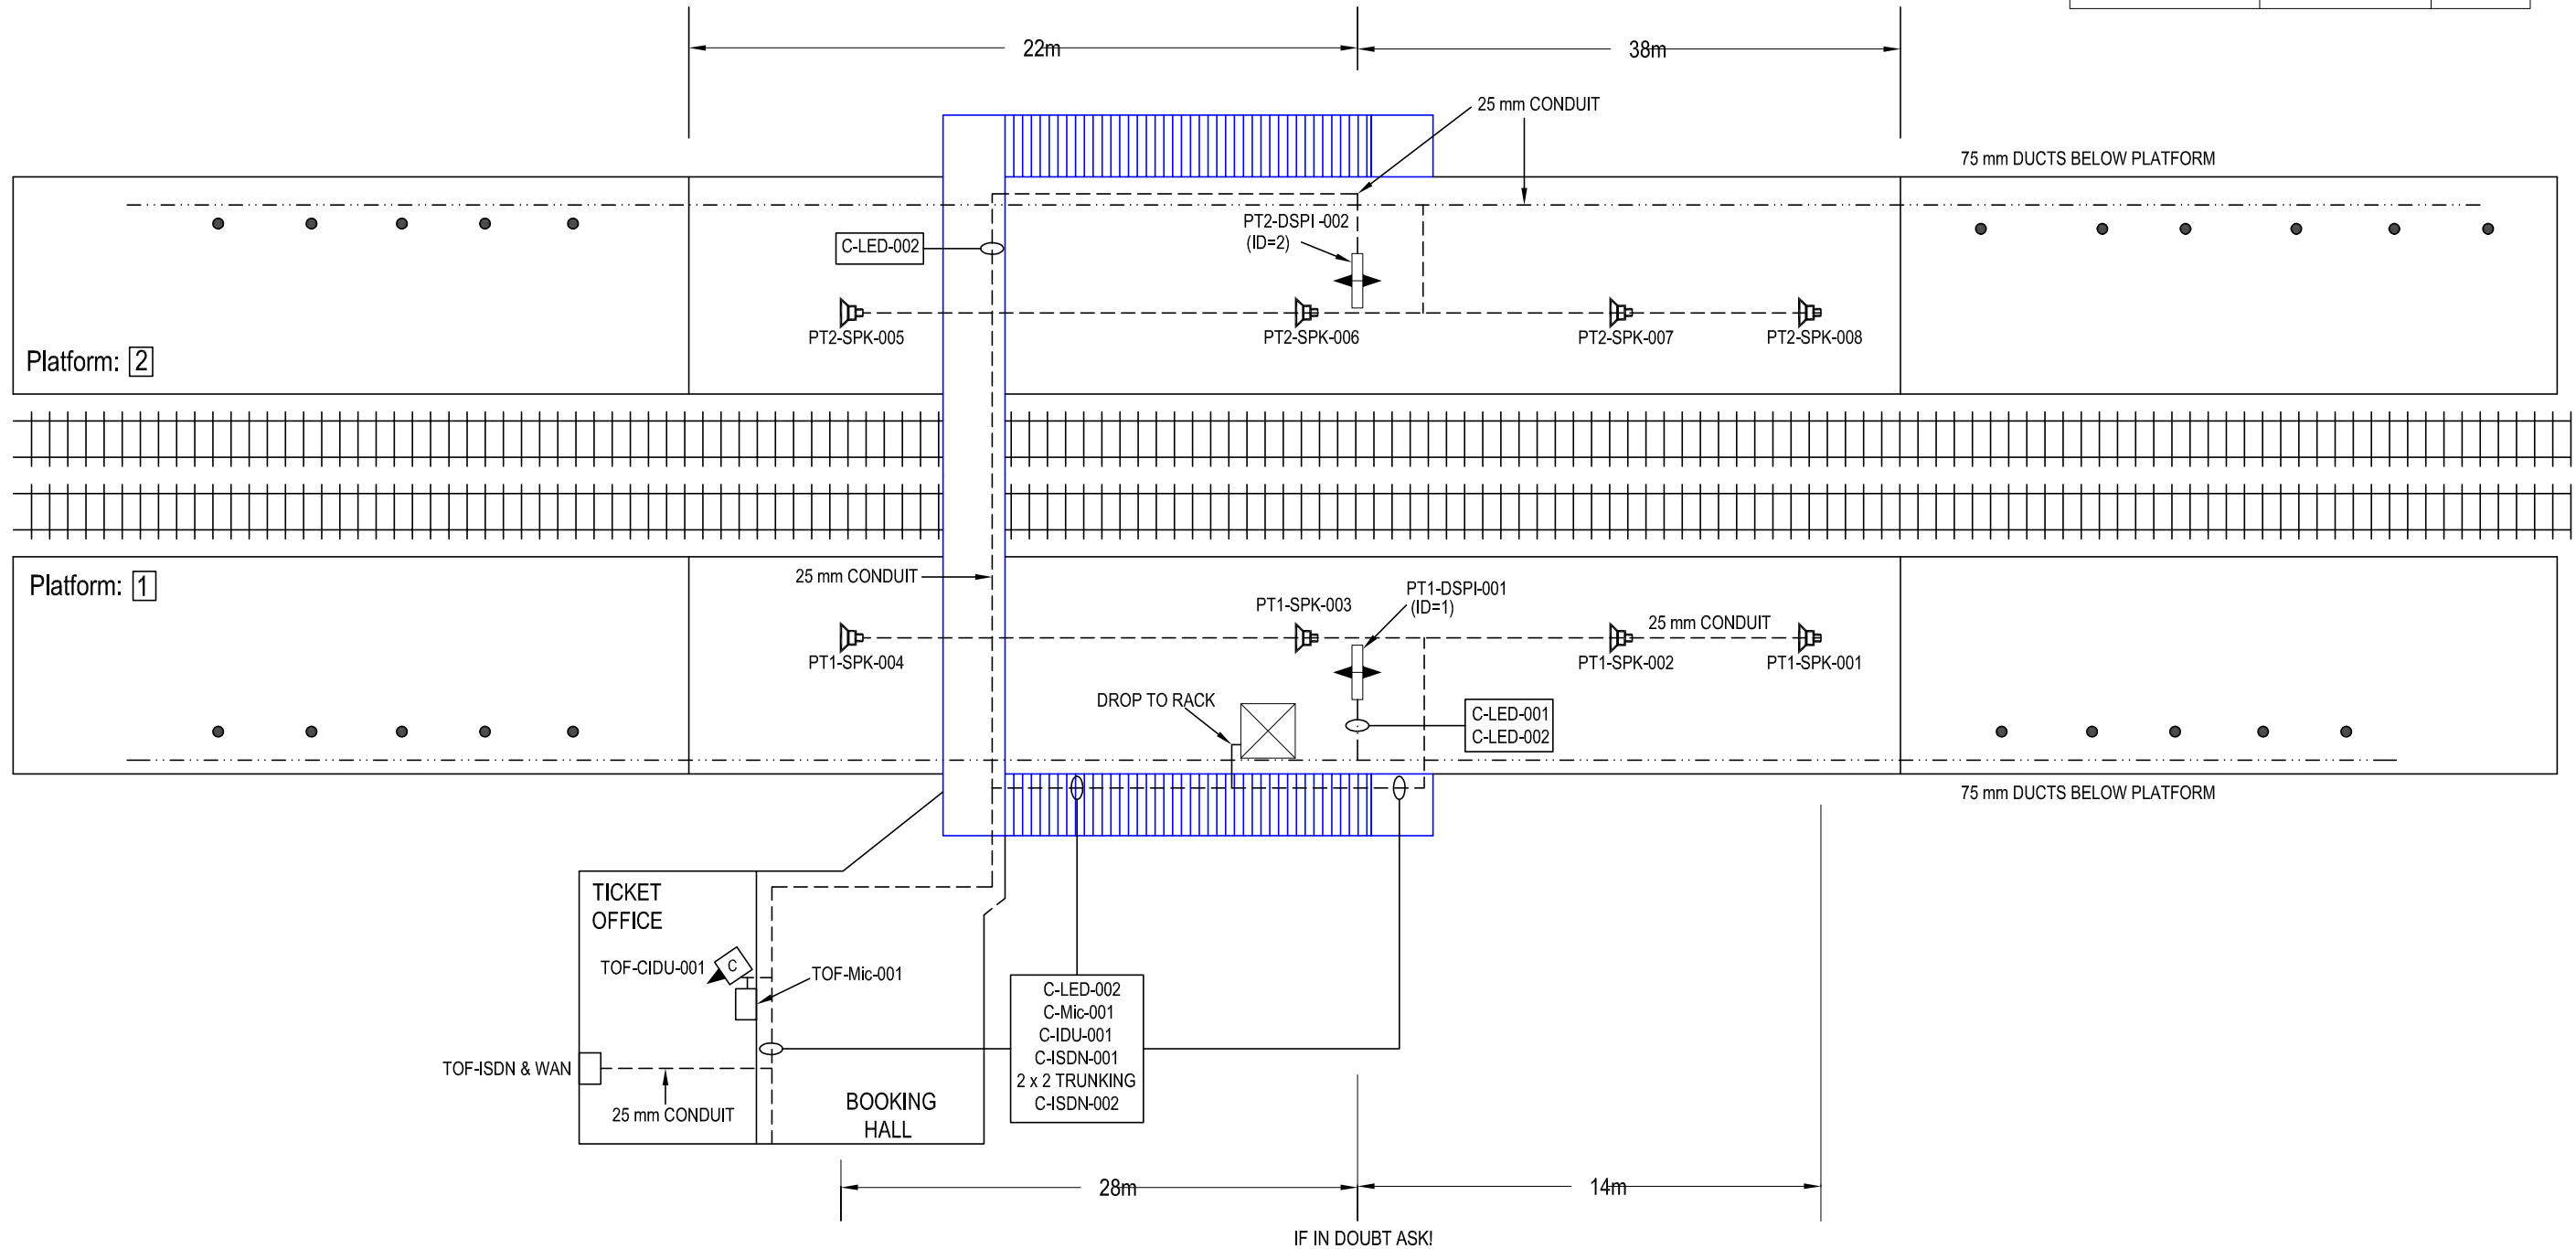 22m
38m
25 mm CONDUIT
75 mm DUCTS BELOW PLATFORM
PT2-DSPI -002
(ID=2)
C-LED-002
PT2-SPK-005
PT2-SPK-006
PT2-SPK-007
PT2-SPK-008
Platform: 2
Platform: 1
25 mm CONDUIT
PT1-DSPI-001
(ID=1)
PT1-SPK-003
25 mm CONDUIT
PT1-SPK-004
PT1-SPK-002
PT1-SPK-001
DROP TO RACK
C-LED-001
C-LED-002
75 mm DUCTS BELOW PLATFORM
TICKET
OFFICE
TOF-CIDU-001
C
TOF-Mic-001
C-LED-002
C-Mic-001
C-IDU-001
C-ISDN-001
2 x 2 TRUNKING
C-ISDN-002
TOF-ISDN & WAN
25 mm CONDUIT
BOOKING
HALL
28m
14m
IF IN DOUBT ASK!